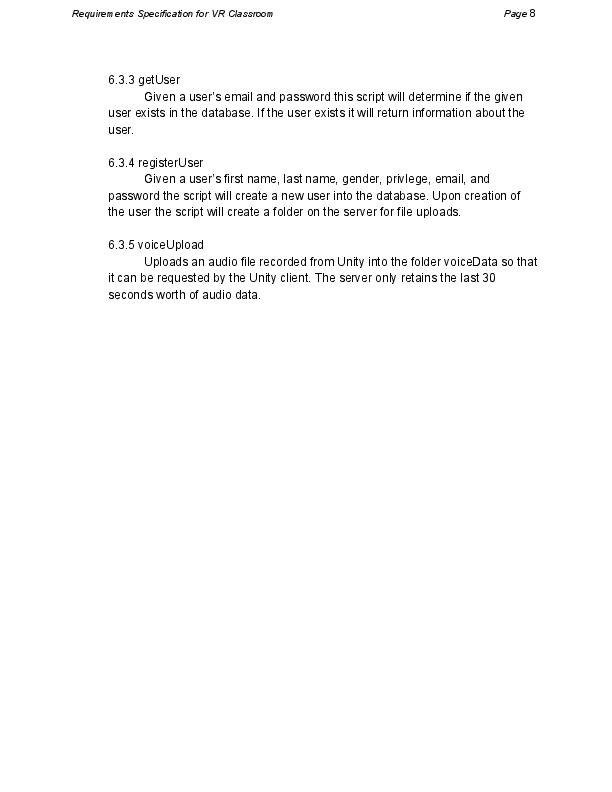 Requirements Specification for VR Classroom Page 8
6.3.3 getUser
Given a user's email and password this script will determine if the given
user exists in the database. If the user exists it will return information about the
user.
6.3.4 registerUser
Given a user's first name, last name, gender, privlege, email, and
password the script will create a new user into the database. Upon creation of
the user the script will create a folder on the server for file uploads.
6.3.5 voiceUpload
Uploads an audio file recorded from Unity into the folder voiceData so that
it can be requested by the Unity client. The server only retains the last 30
seconds worth of audio data.